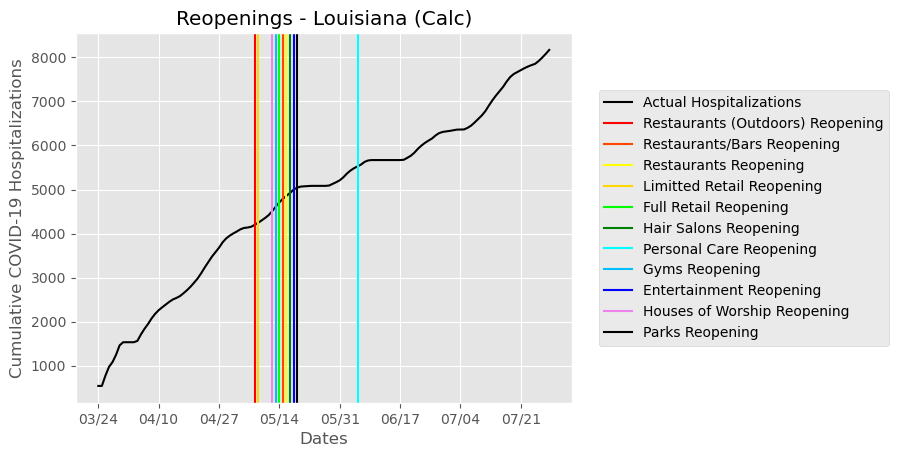 Reopenings - Louisiana (Calc)
Cumulative COVID-19 Hospitalizations
8000
7000
6000
5000
4000
3000
2000
1000
03/24 04/10 04/27 05/14 05/31 06/17 07/04 07/21
Dates
Actual Hospitalizations
Restaurants (Outdoors) Reopening
Restaurants/Bars Reopening
Restaurants Reopening
Limitted Retail Reopening
Full Retail Reopening
Hair Salons Reopening
Personal Care Reopening
Gyms Reopening
Entertainment Reopening
Houses of Worship Reopening
Parks Reopening